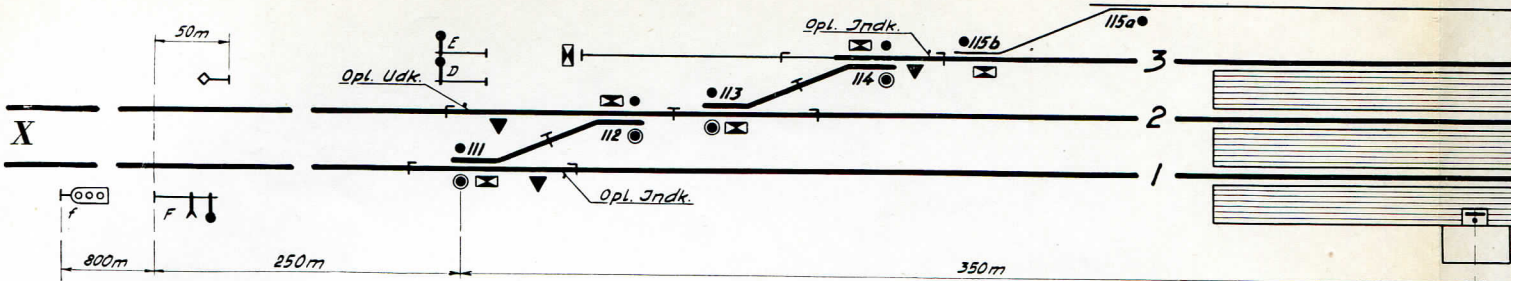 115a
Opl. Indk.
115b
50m
E
3
D
114
Opl. Udk.
113
2
X
112
111
1
Opl. Indk.
f
F
800m
250m
350m